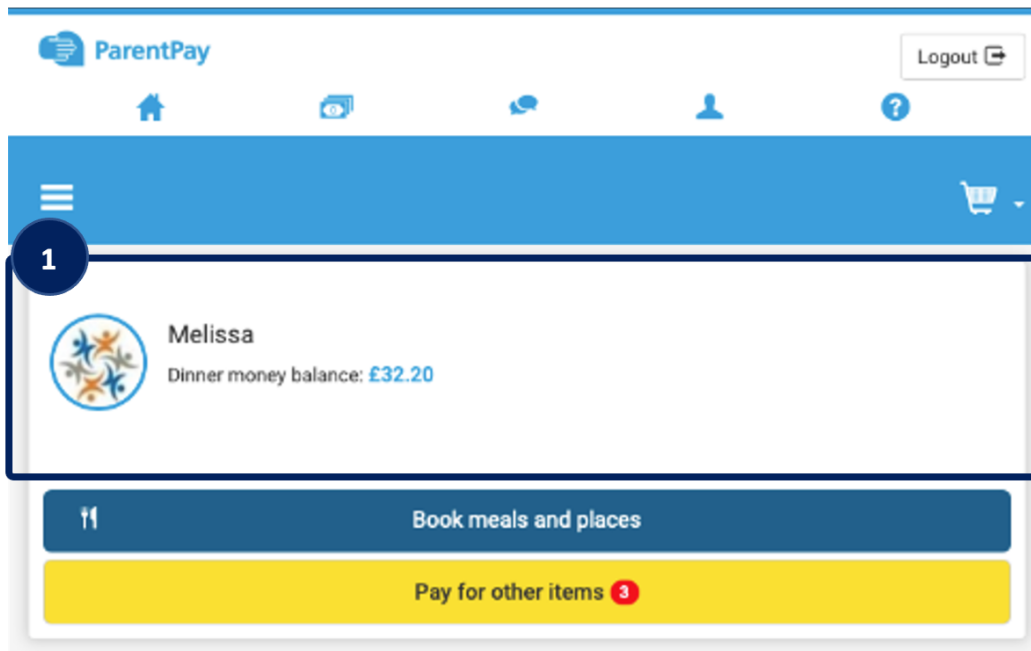 ParentPay
Logout
1
Melissa
Dinner money balance: £32.20
Book meals and places
Pay for other items 3